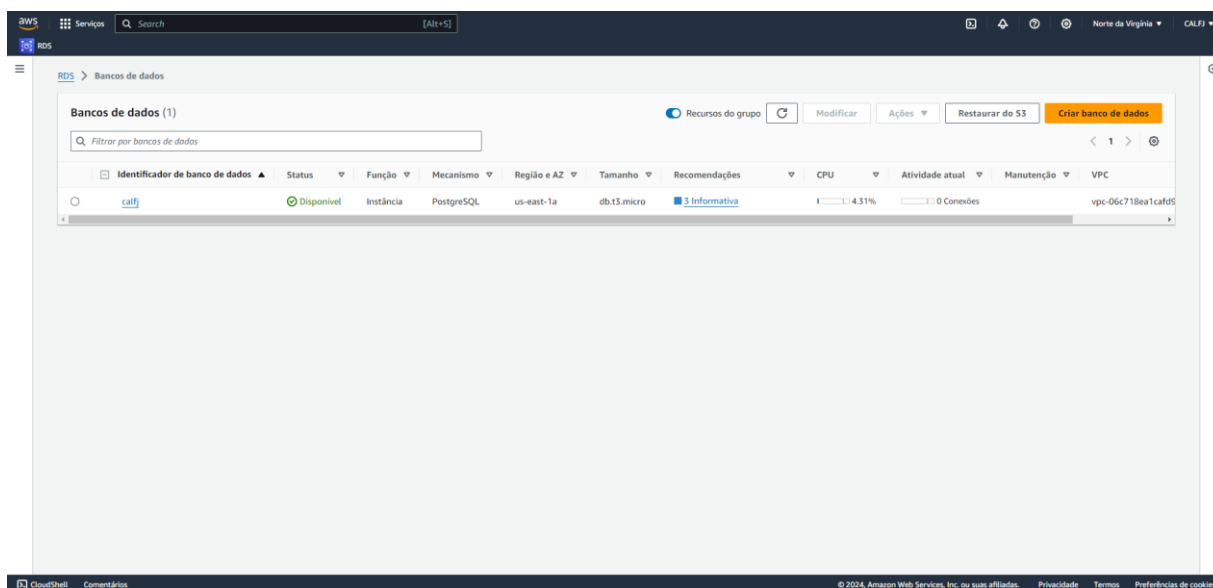 aws Serviços Search [Alt+S] Norte da Virgínia CALFJ
RDS
RDS > Bancos de dados
Bancos de dados (1) Recursos do grupo Modificar Ações Restaurar do S3 Criar banco de dados
Filtrar por bancos de dados < 1 >
Identificador de banco de dados Status Função Mecanismo Região e AZ Tamanho Recomendações CPU Atividade atual Manutenção VPC
calfj Disponível Instância PostgreSQL us-east-1a db.t3.micro 3 Informativa 4.31% 0 Conexões vpc-06c718ea1cafd9
CloudShell Comentários © 2024, Amazon Web Services, Inc. ou suas afiliadas. Privacidade Termos Preferências de cookie